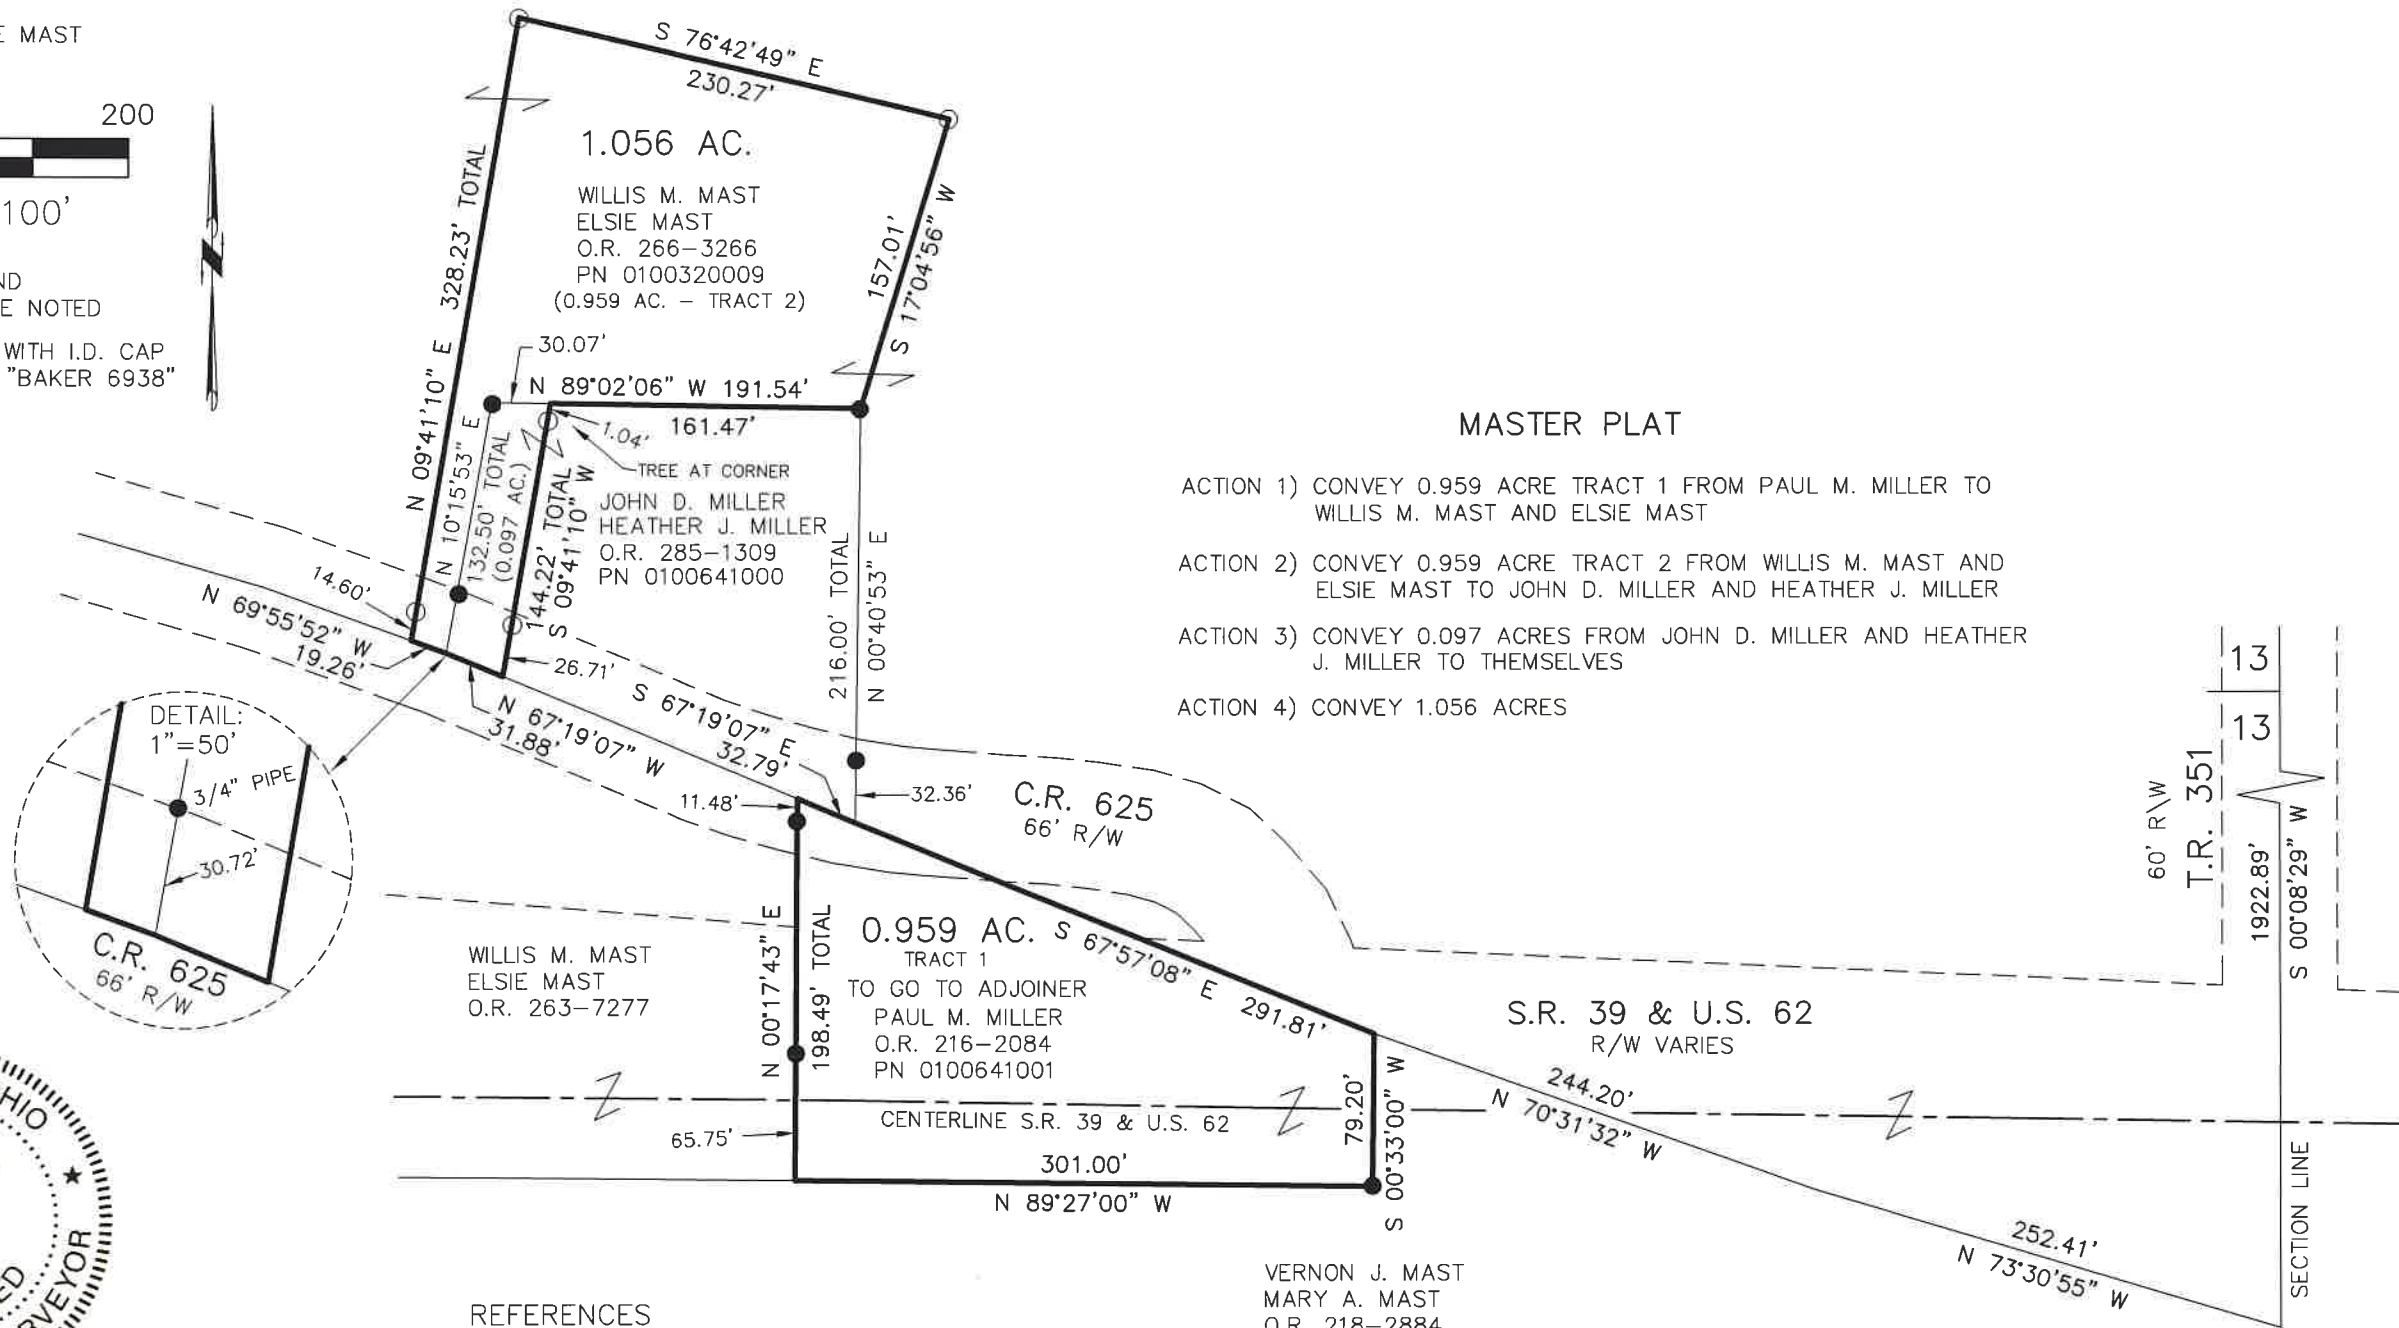 MAST
200
100'
NOTED
WITH I.D. CAP
"BAKER 6938"
S 76°42'49" E
230.27'
1.056 AC.
WILLIS M. MAST
ELSIE MAST
O.R. 266-3266
PN 0100320009
(0.959 AC. - TRACT 2)
N 09°41'10" E 328.23' TOTAL
157.01'
S 17°04'56" W
30.07'
N 89°02'06" W 191.54'
161.47'
1.04'
TREE AT CORNER
N 10°15'53" E
132.50' TOTAL
(0.097 AC.)
144.22' TOTAL
S 09°41'10" W
JOHN D. MILLER
HEATHER J. MILLER
O.R. 285-1309
PN 0100641000
216.00' TOTAL
N 00°40'53" E
14.60'
N 69°55'52" W
19.26'
26.71'
N 67°19'07" W
31.88'
S 67°19'07" E
32.79'
11.48'
32.36'
C.R. 625
66' R/W
DETAIL:
1"=50'
3/4" PIPE
30.72'
C.R. 625
66' R/W
MASTER PLAT
ACTION 1) CONVEY 0.959 ACRE TRACT 1 FROM PAUL M. MILLER TO
WILLIS M. MAST AND ELSIE MAST
ACTION 2) CONVEY 0.959 ACRE TRACT 2 FROM WILLIS M. MAST AND
ELSIE MAST TO JOHN D. MILLER AND HEATHER J. MILLER
ACTION 3) CONVEY 0.097 ACRES FROM JOHN D. MILLER AND HEATHER
J. MILLER TO THEMSELVES
ACTION 4) CONVEY 1.056 ACRES
13
13
60' R\W
T.R. 351
1922.89'
S 00°08'29" W
SECTION LINE
WILLIS M. MAST
ELSIE MAST
O.R. 263-7277
N 00°17'43" E
198.49' TOTAL
0.959 AC.
TRACT 1
TO GO TO ADJOINER
PAUL M. MILLER
O.R. 216-2084
PN 0100641001
S 67°57'08" E 291.81'
S.R. 39 & U.S. 62
R/W VARIES
CENTERLINE S.R. 39 & U.S. 62
65.75'
301.00'
N 89°27'00" W
79.20'
S 00°33'00" W
244.20'
N 70°31'32" W
252.41'
N 73°30'55" W
VERNON J. MAST
MARY A. MAST
O.R. 218-2884
REFERENCES